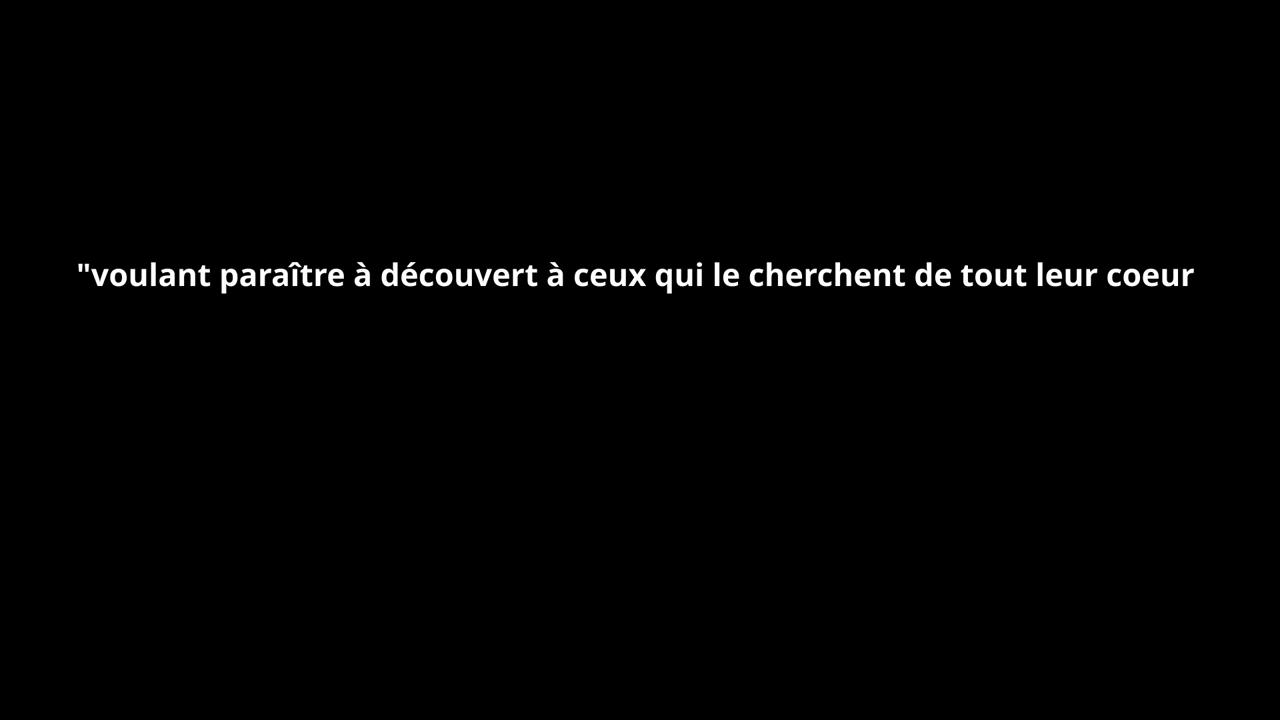 "voulant paraître à découvert à ceux qui le cherchent de tout leur coeur